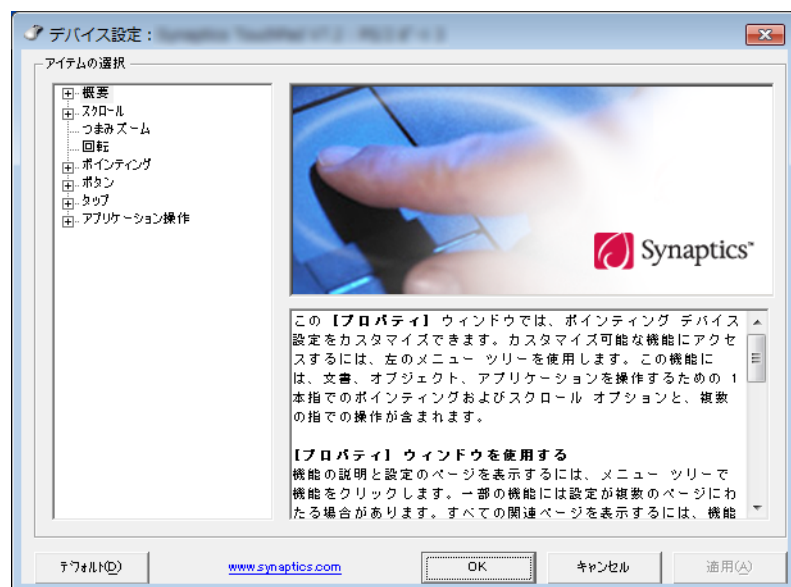 デバイス設定 :
アイテムの選択
概要
スクロール
つまみズーム
回転
ポインティング
ボタン
タップ
アプリケーション操作
Synaptics™
この【プロパティ】ウィンドウでは、ポインティング デバイス
設定をカスタマイズできます。カスタマイズ可能な機能にアクセ
スするには、左のメニュー ツリーを使用します。この機能に
は、文書、オブジェクト、アプリケーションを操作するための 1
本指でのポインティングおよびスクロール オプションと、複数
の指での操作が含まれます。
【プロパティ】ウィンドウを使用する
機能の説明と設定のページを表示するには、メニュー ツリーで
機能をクリックします。一部の機能には設定が複数のページにわ
たる場合があります。すべての関連ページを表示するには、機能
デフォルト(D)
www.synaptics.com
OK
キャンセル
適用(A)